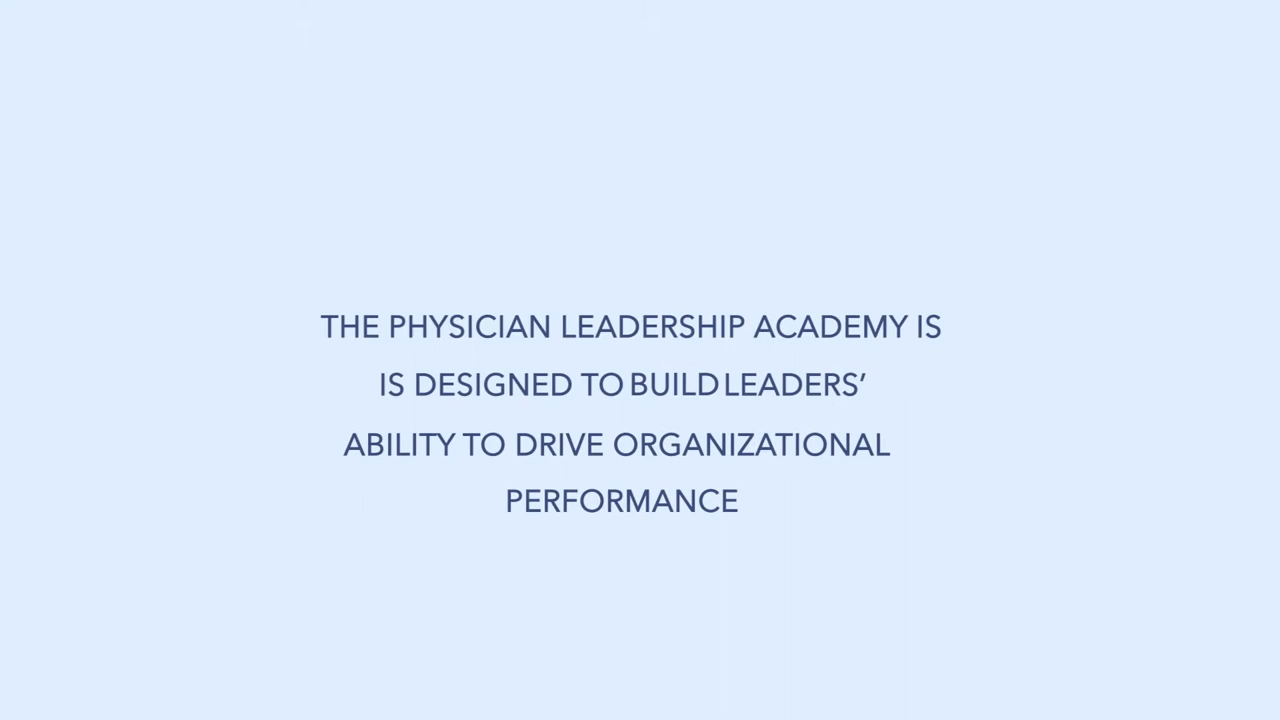 THE PHYSICIAN LEADERSHIP ACADEMY IS
IS DESIGNED TO BUILD LEADERS’
ABILITY TO DRIVE ORGANIZATIONAL
PERFORMANCE